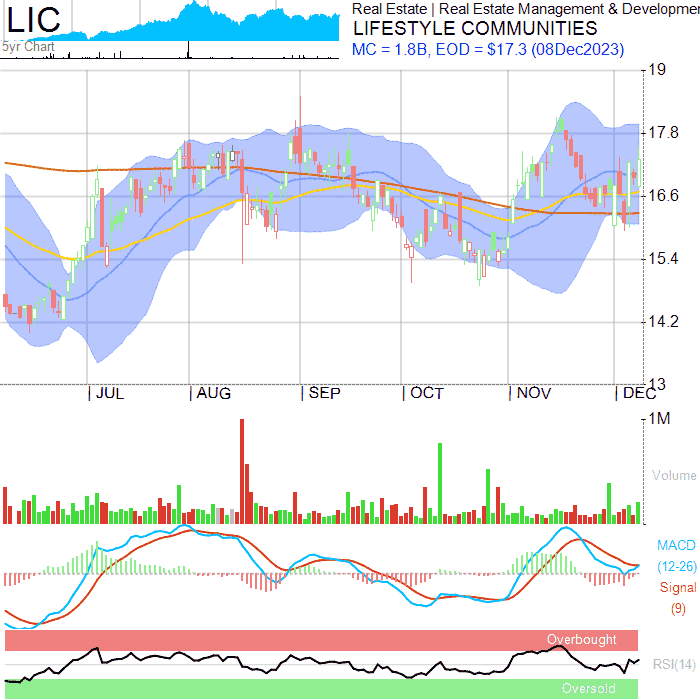 LIC
5yr Chart
Real Estate | Real Estate Management & Developmen
LIFESTYLE COMMUNITIES
MC = 1.8B, EOD = $17.3 (08Dec2023)
19
17.8
16.6
15.4
14.2
13
JUL AUG SEP OCT NOV DEC
1M
Volume
MACD
(12-26)
Signal
(9)
Overbought
RSI(14)
Oversold